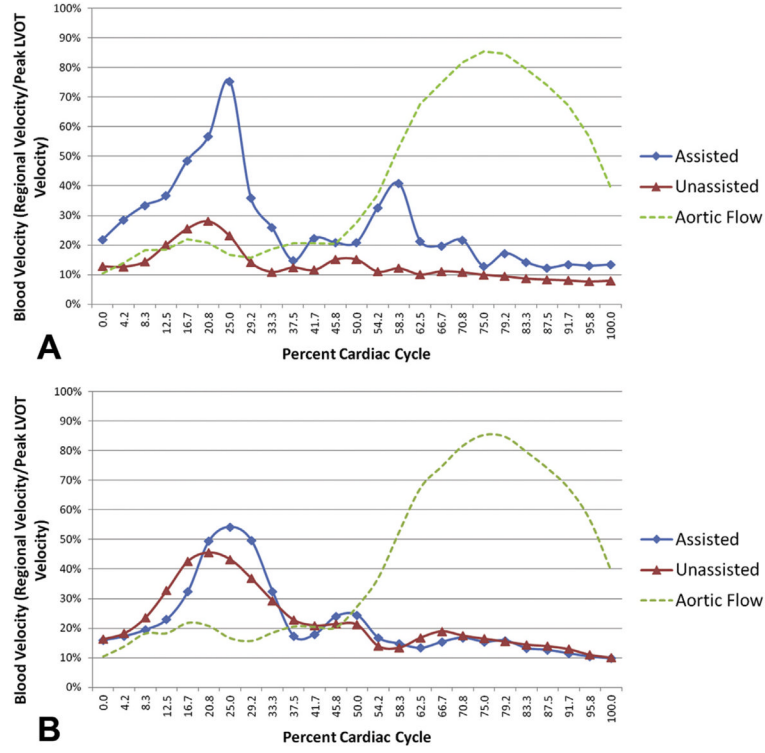 100%
90%
80%
70%
60%
50%
40%
30%
20%
10%
0%
Blood Velocity (Regional Velocity/Peak LVOT
Velocity)
0.0 4.2 8.3 12.5 16.7 20.8 25.0 29.2 33.3 37.5 41.7 45.8 50.0 54.2 58.3 62.5 66.7 70.8 75.0 79.2 83.3 87.5 91.7 95.8 100.0
Percent Cardiac Cycle
Assisted
Unassisted
Aortic Flow
A
100%
90%
80%
70%
60%
50%
40%
30%
20%
10%
0%
Blood Velocity (Regional Velocity/Peak LVOT
Velocity)
0.0 4.2 8.3 12.5 16.7 20.8 25.0 29.2 33.3 37.5 41.7 45.8 50.0 54.2 58.3 62.5 66.7 70.8 75.0 79.2 83.3 87.5 91.7 95.8 100.0
Percent Cardiac Cycle
Assisted
Unassisted
Aortic Flow
B